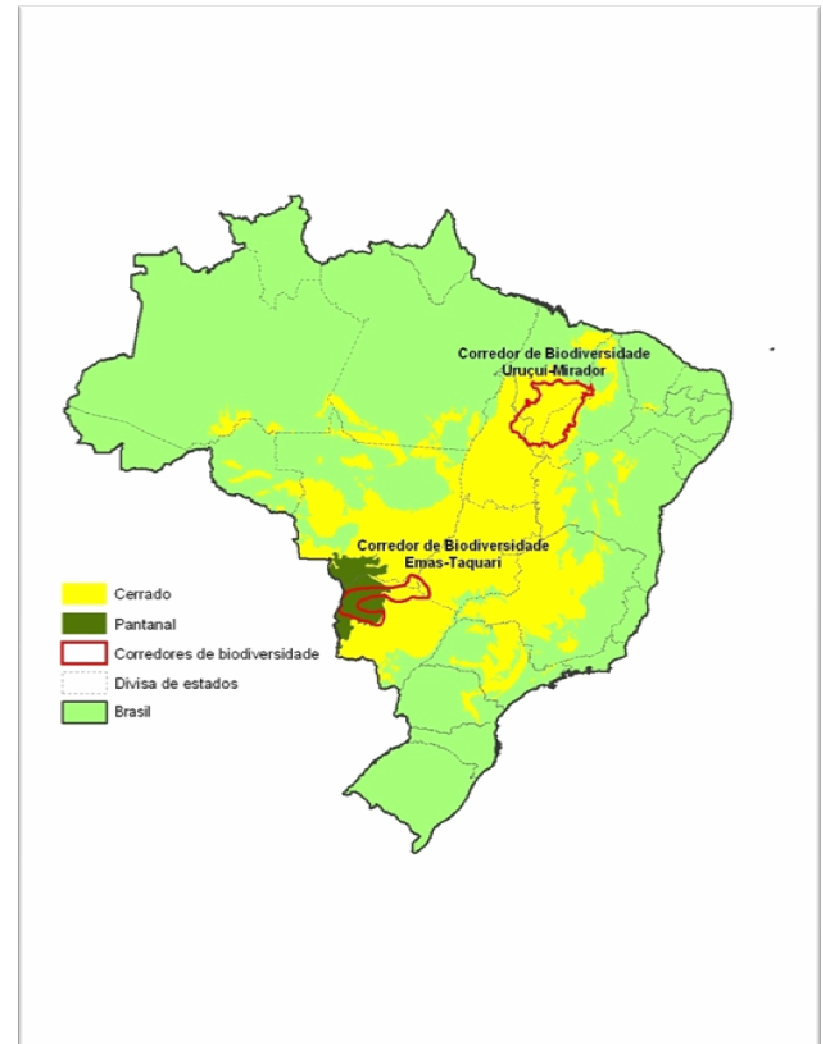 Corredor de Biodiversidade
Uruçuí-Mirador
Corredor de Biodiversidade
Emas-Taquari
Cerrado
Pantanal
Corredores de biodiversidade
Divisa de estados
Brasil